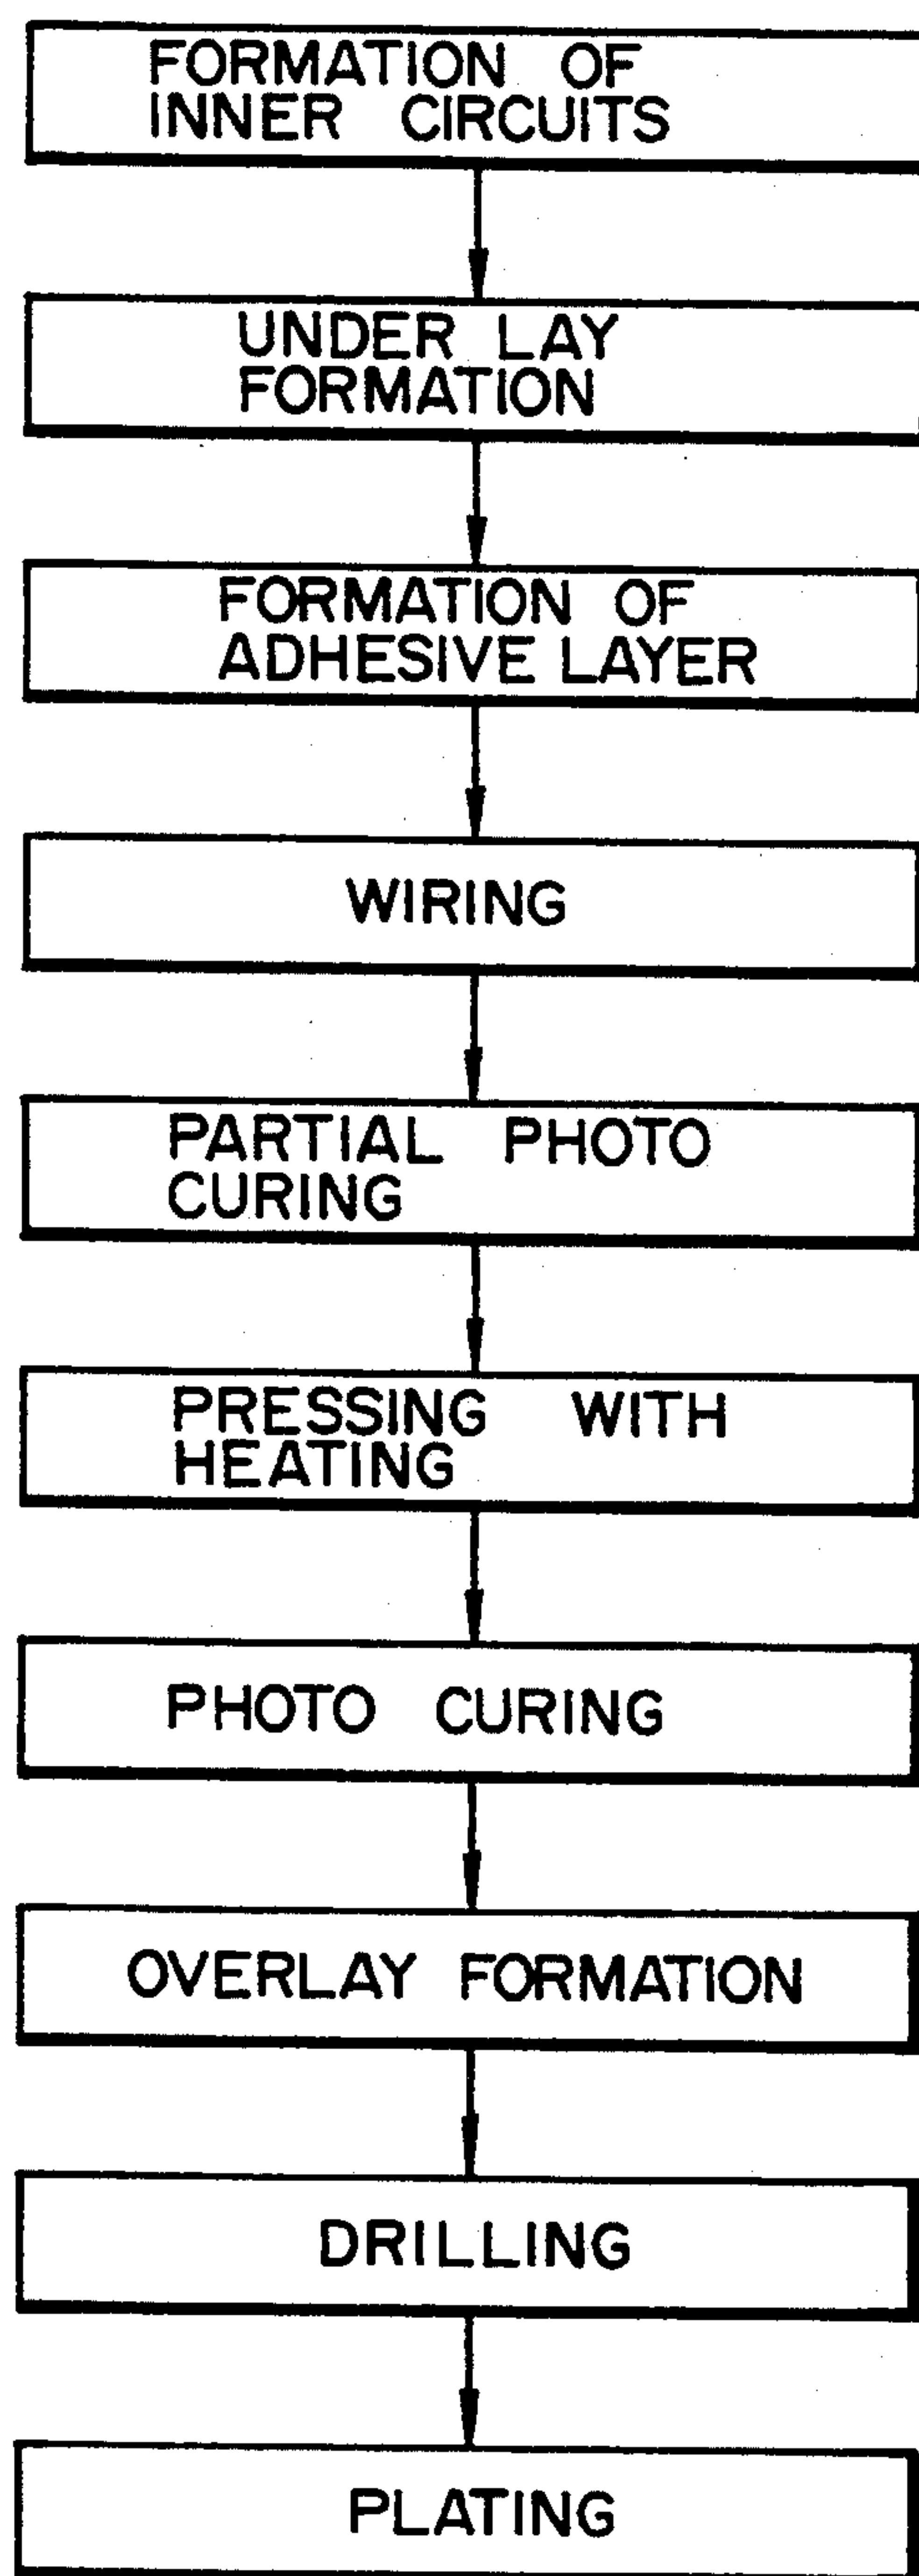 FORMATION OF
INNER CIRCUITS
UNDER LAY
FORMATION
FORMATION OF
ADHESIVE LAYER
WIRING
PARTIAL PHOTO
CURING
PRESSING WITH
HEATING
PHOTO CURING
OVERLAY FORMATION
DRILLING
PLATING